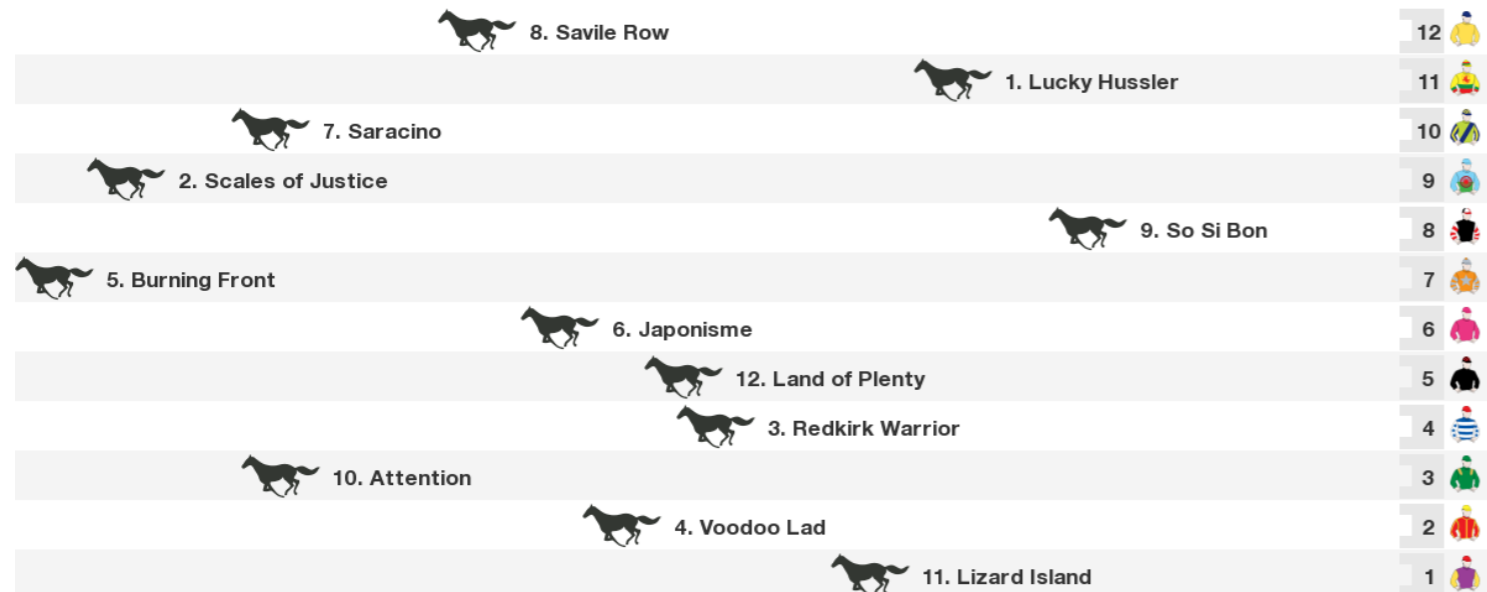 8. Savile Row 12
1. Lucky Hussler 11
7. Saracino 10
2. Scales of Justice 9
9. So Si Bon 8
5. Burning Front 7
6. Japonisme 6
12. Land of Plenty 5
3. Redkirk Warrior 4
10. Attention 3
4. Voodoo Lad 2
11. Lizard Island 1